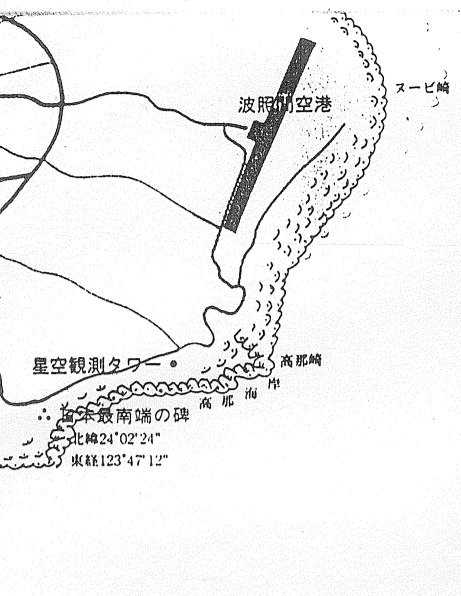 ヌービ崎
波照間空港
星空観測タワー
高那崎
高那海岸
日本最南端の碑
北緯24°02'24"
東経123°47'12"